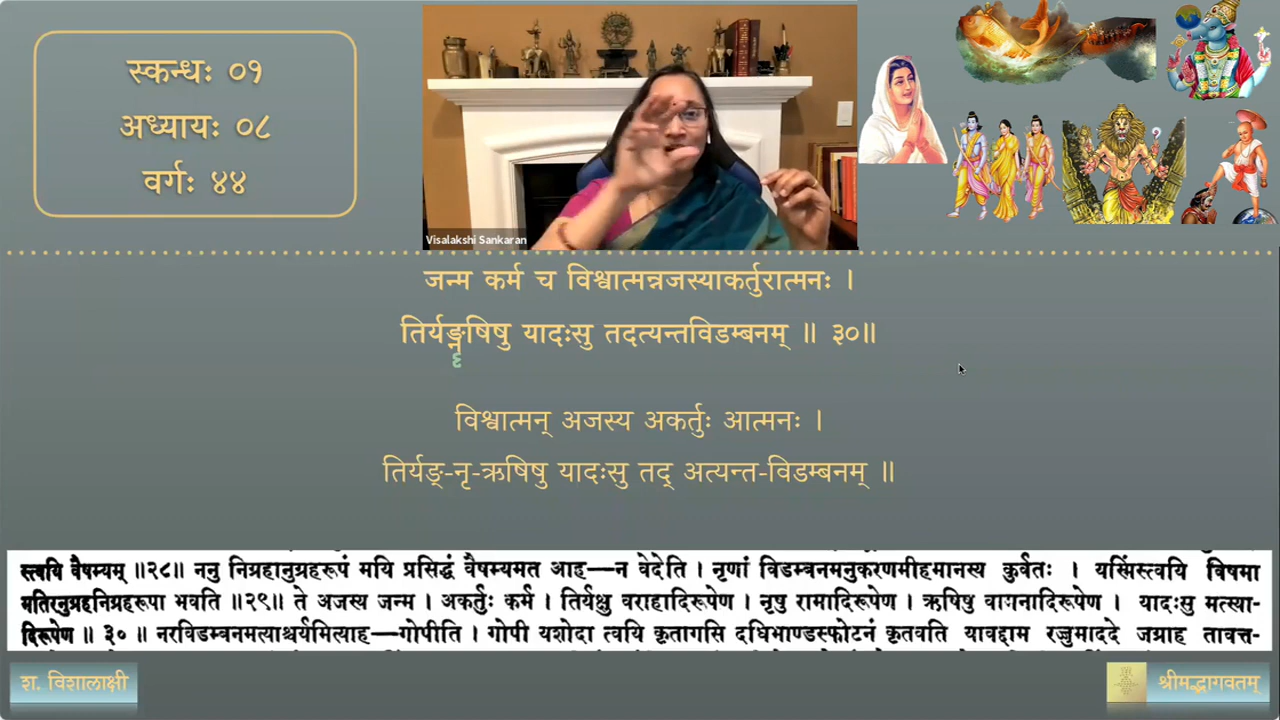 स्कन्धः ०१
अध्यायः ०८
वर्गः ४४
Visalakshi Sankaran
जन्म कर्म च विश्वात्मन्नजस्याकर्तुरात्मनः ।
तिर्यङ्नृषिषु यादःसु तदत्यन्तविडम्बनम् ॥ ३०॥
विश्वात्मन् अजस्य अकर्तुः आत्मनः ।
तिर्यङ्-नृ-ऋषिषु यादःसु तद् अत्यन्त-विडम्बनम् ॥
स्त्वयि वैषम्यम् ॥२८॥ ननु निग्रहानुग्रहरूपं मयि प्रसिद्धं वैषम्यमत आह—न वेदेति । नृणां विडम्बनमनुकरणमीहमानस्य कुर्वतः । यस्मिंस्त्वयि विषमा
मतिरनुग्रहनिग्रहरूपा भवति ॥२९॥ ते अजस्य जन्म । अकर्तुः कर्म । तिर्यक्षु वराहादिरूपेण । नृषु रामादिरूपेण । ऋषिषु वामनादिरूपेण । यादःसु मत्स्या-
दिरूपेण ॥ ३० ॥ नरविडम्बनमत्याश्चर्यमित्याह—गोपीति । गोपी यशोदा त्वयि कृतागसि दधिभाण्डस्फोटनं कृतवति यावद्दाम रज्जुमाददे जग्राह तावत्त-
श. विशालाक्षी
श्रीमद्भागवतम्